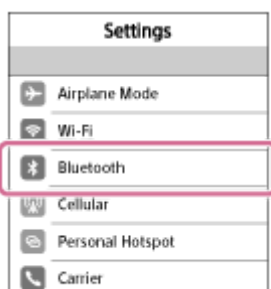 Settings
Airplane Mode
Wi-Fi
Bluetooth
Cellular
Personal Hotspot
Carrier